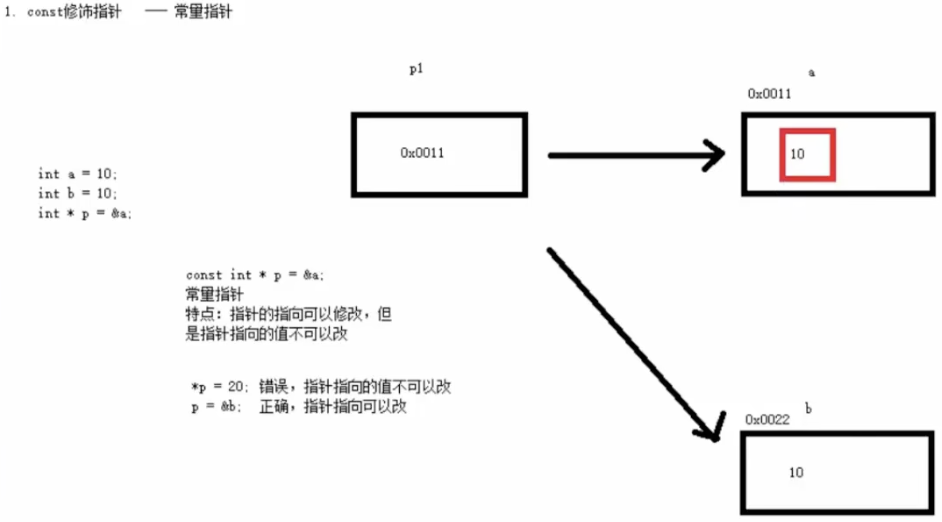 1. const修饰指针 —— 常量指针
p1
a
0x0011
0x0011
10
int a = 10;
int b = 10;
int * p = &a;
const int * p = &a;
常量指针
特点：指针的指向可以修改，但
是指针指向的值不可以改
*p = 20; 错误，指针指向的值不可以改
p = &b; 正确，指针指向可以改
b
0x0022
10